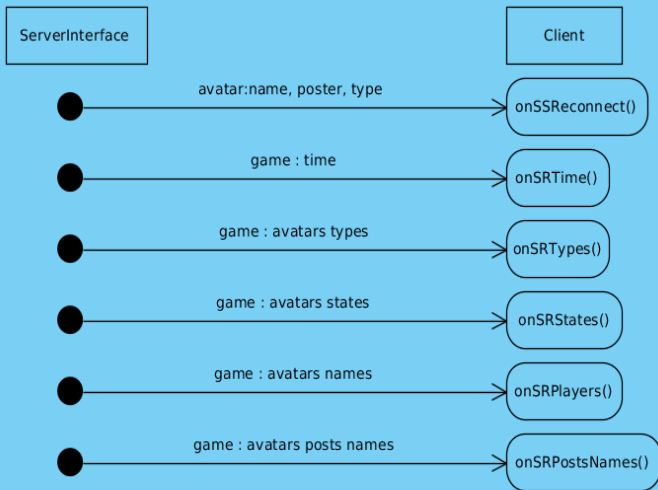 ServerInterface
Client
avatar:name, poster, type
onSSReconnect()
game : time
onSRTime()
game : avatars types
onSRTypes()
game : avatars states
onSRStates()
game : avatars names
onSRPlayers()
game : avatars posts names
onSRPostsNames()